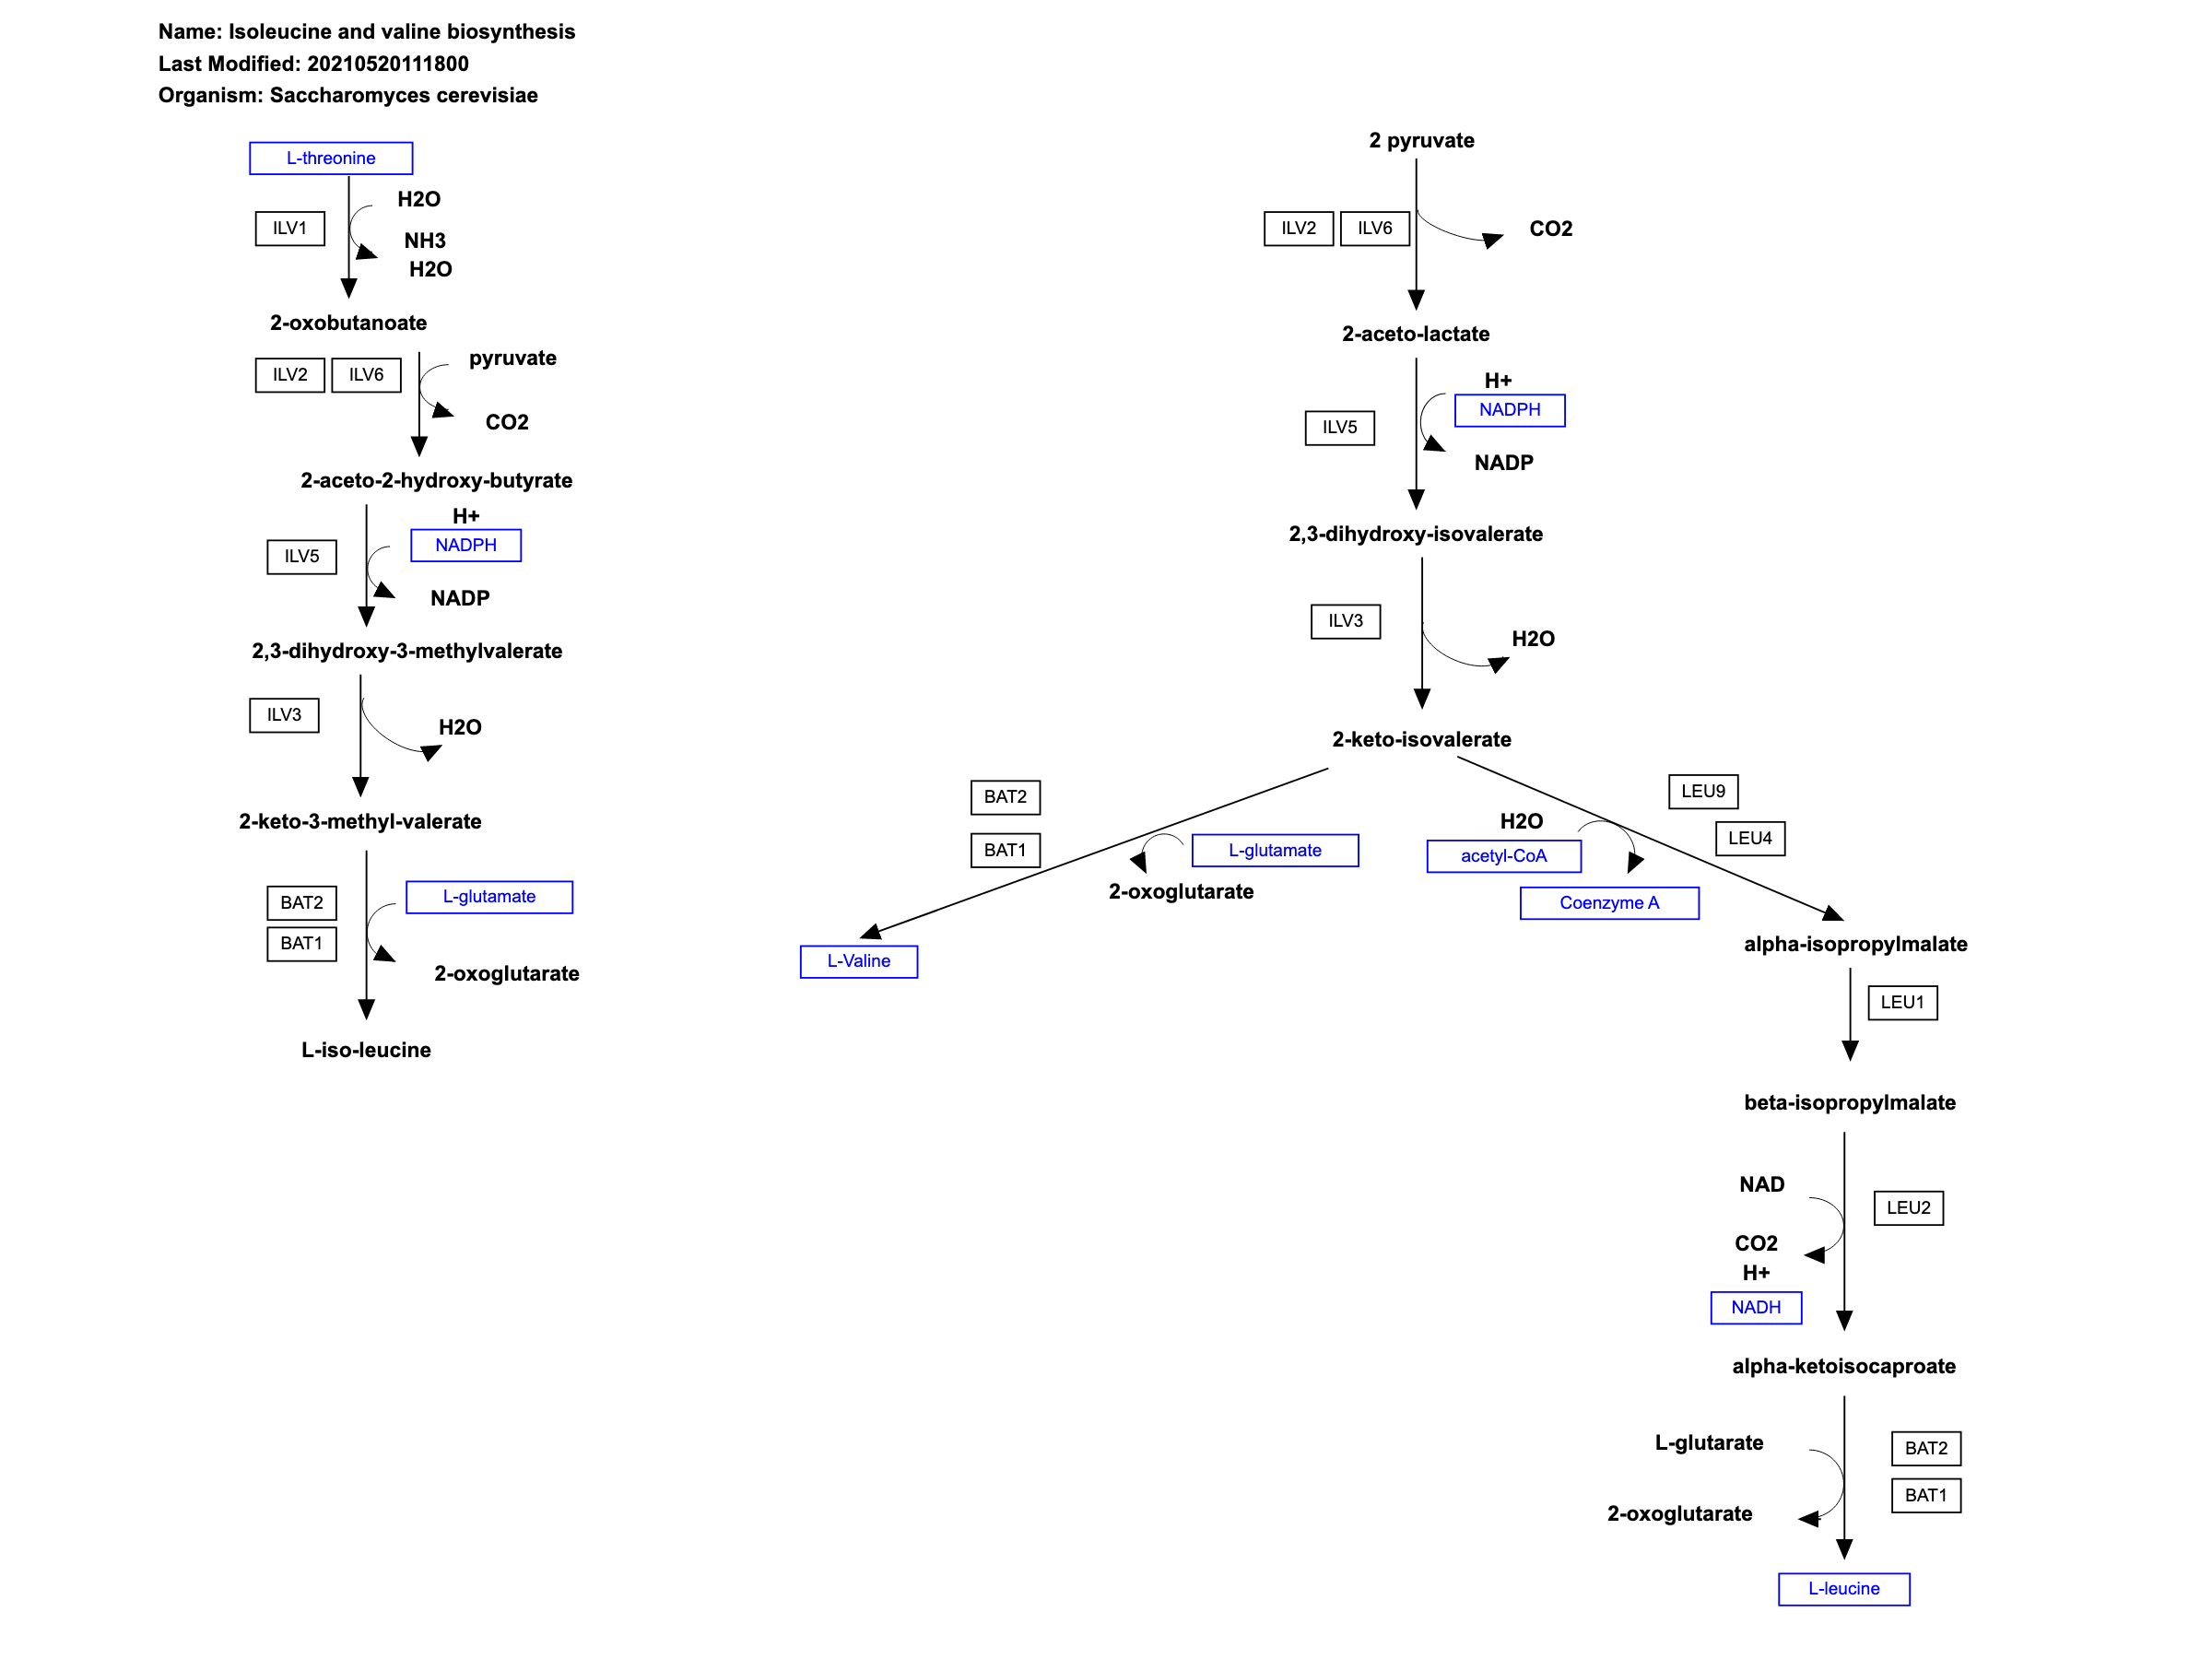 Name: Isoleucine and valine biosynthesis
Last Modified: 20210520111800
Organism: Saccharomyces cerevisiae
L-threonine
H2O
ILV1
NH3
H2O
2-oxobutanoate
pyruvate
ILV2 ILV6
CO2
2-aceto-2-hydroxy-butyrate
H+
NADPH
ILV5
NADP
2,3-dihydroxy-3-methylvalerate
ILV3
H2O
2-keto-3-methyl-valerate
L-glutamate
BAT2
BAT1
2-oxoglutarate
L-iso-leucine
2 pyruvate
ILV2 ILV6
CO2
2-aceto-lactate
H+
NADPH
ILV5
NADP
2,3-dihydroxy-isovalerate
ILV3
H2O
2-keto-isovalerate
BAT2
BAT1
L-glutamate
2-oxoglutarate
L-Valine
LEU9
H2O
LEU4
acetyl-CoA
Coenzyme A
alpha-isopropylmalate
LEU1
beta-isopropylmalate
NAD
LEU2
CO2
H+
NADH
alpha-ketoisocaproate
L-glutarate
BAT2
BAT1
2-oxoglutarate
L-leucine